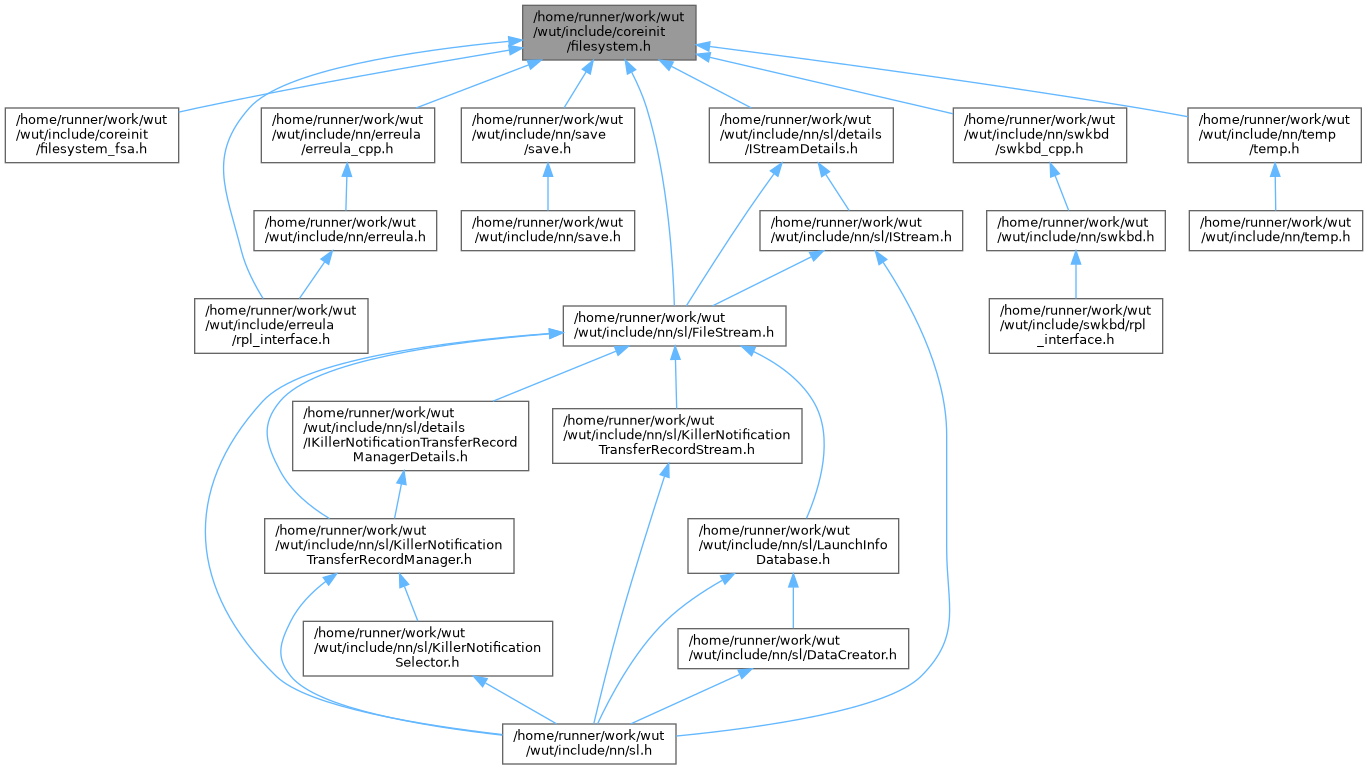 /home/runner/work/wut
/wut/include/coreinit
/filesystem.h
/home/runner/work/wut
/wut/include/coreinit
/filesystem_fsa.h
/home/runner/work/wut
/wut/include/nn/erreula
/erreula_cpp.h
/home/runner/work/wut
/wut/include/nn/save
/save.h
/home/runner/work/wut
/wut/include/nn/sl/details
/IStreamDetails.h
/home/runner/work/wut
/wut/include/nn/swkbd
/swkbd_cpp.h
/home/runner/work/wut
/wut/include/nn/temp
/temp.h
/home/runner/work/wut
/wut/include/nn/erreula.h
/home/runner/work/wut
/wut/include/nn/save.h
/home/runner/work/wut
/wut/include/nn/sl/IStream.h
/home/runner/work/wut
/wut/include/nn/swkbd.h
/home/runner/work/wut
/wut/include/nn/temp.h
/home/runner/work/wut
/wut/include/erreula
/rpl_interface.h
/home/runner/work/wut
/wut/include/nn/sl/FileStream.h
/home/runner/work/wut
/wut/include/swkbd/rpl
_interface.h
/home/runner/work/wut
/wut/include/nn/sl/details
/IKillerNotificationTransferRecord
ManagerDetails.h
/home/runner/work/wut
/wut/include/nn/sl/KillerNotification
TransferRecordStream.h
/home/runner/work/wut
/wut/include/nn/sl/KillerNotification
TransferRecordManager.h
/home/runner/work/wut
/wut/include/nn/sl/LaunchInfo
Database.h
/home/runner/work/wut
/wut/include/nn/sl/KillerNotification
Selector.h
/home/runner/work/wut
/wut/include/nn/sl/DataCreator.h
/home/runner/work/wut
/wut/include/nn/sl.h